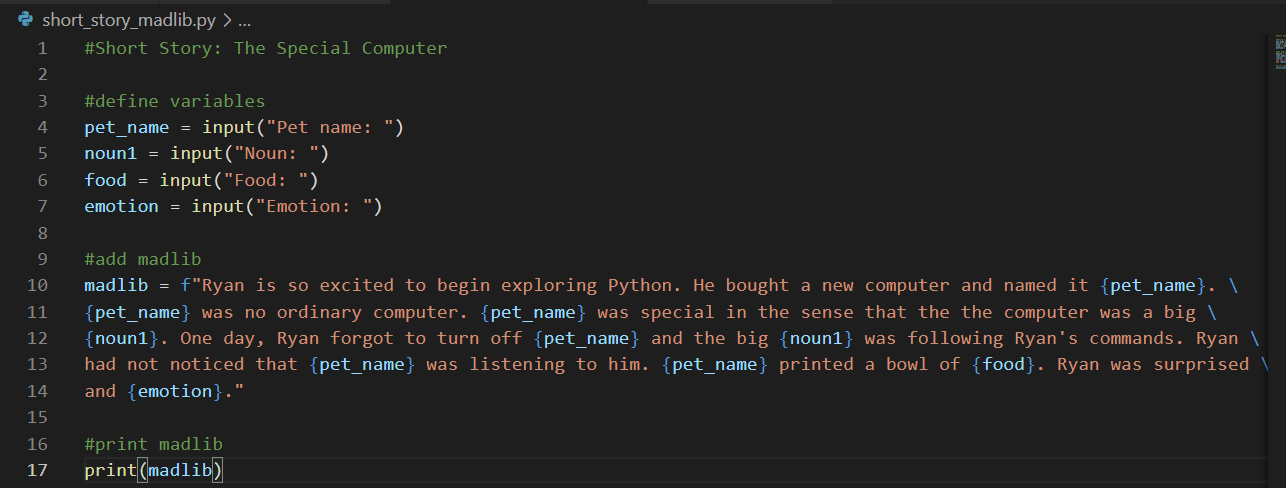 short_story_madlib.py > ...
1 #Short Story: The Special Computer
2
3 #define variables
4 pet_name = input("Pet name: ")
5 noun1 = input("Noun: ")
6 food = input("Food: ")
7 emotion = input("Emotion: ")
8
9 #add madlib
10 madlib = f"Ryan is so excited to begin exploring Python. He bought a new computer and named it {pet_name}. \
11 {pet_name} was no ordinary computer. {pet_name} was special in the sense that the the computer was a big \
12 {noun1}. One day, Ryan forgot to turn off {pet_name} and the big {noun1} was following Ryan's commands. Ryan \
13 had not noticed that {pet_name} was listening to him. {pet_name} printed a bowl of {food}. Ryan was surprised \
14 and {emotion}."
15
16 #print madlib
17 print(madlib)